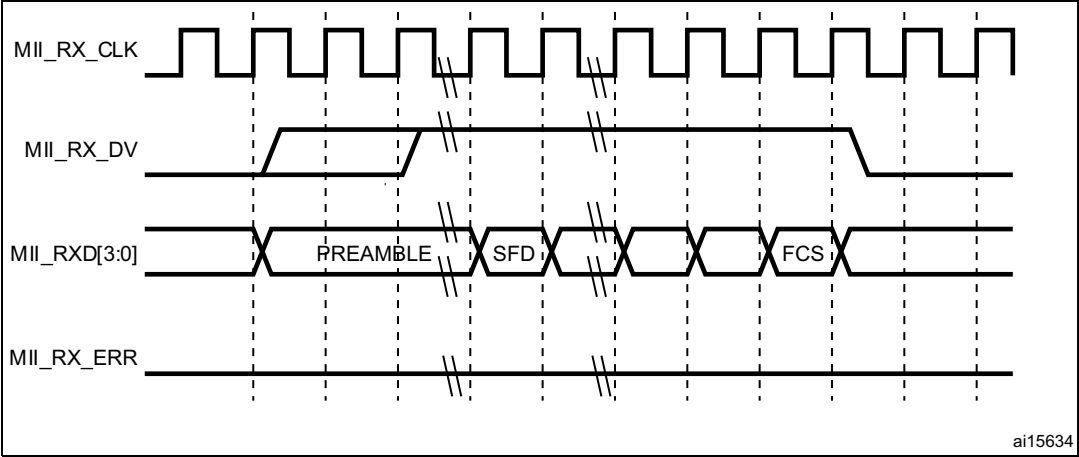 MII_RX_CLK
MII_RX_DV
MII_RXD[3:0]
PREAMBLE
SFD
FCS
MII_RX_ERR
ai15634